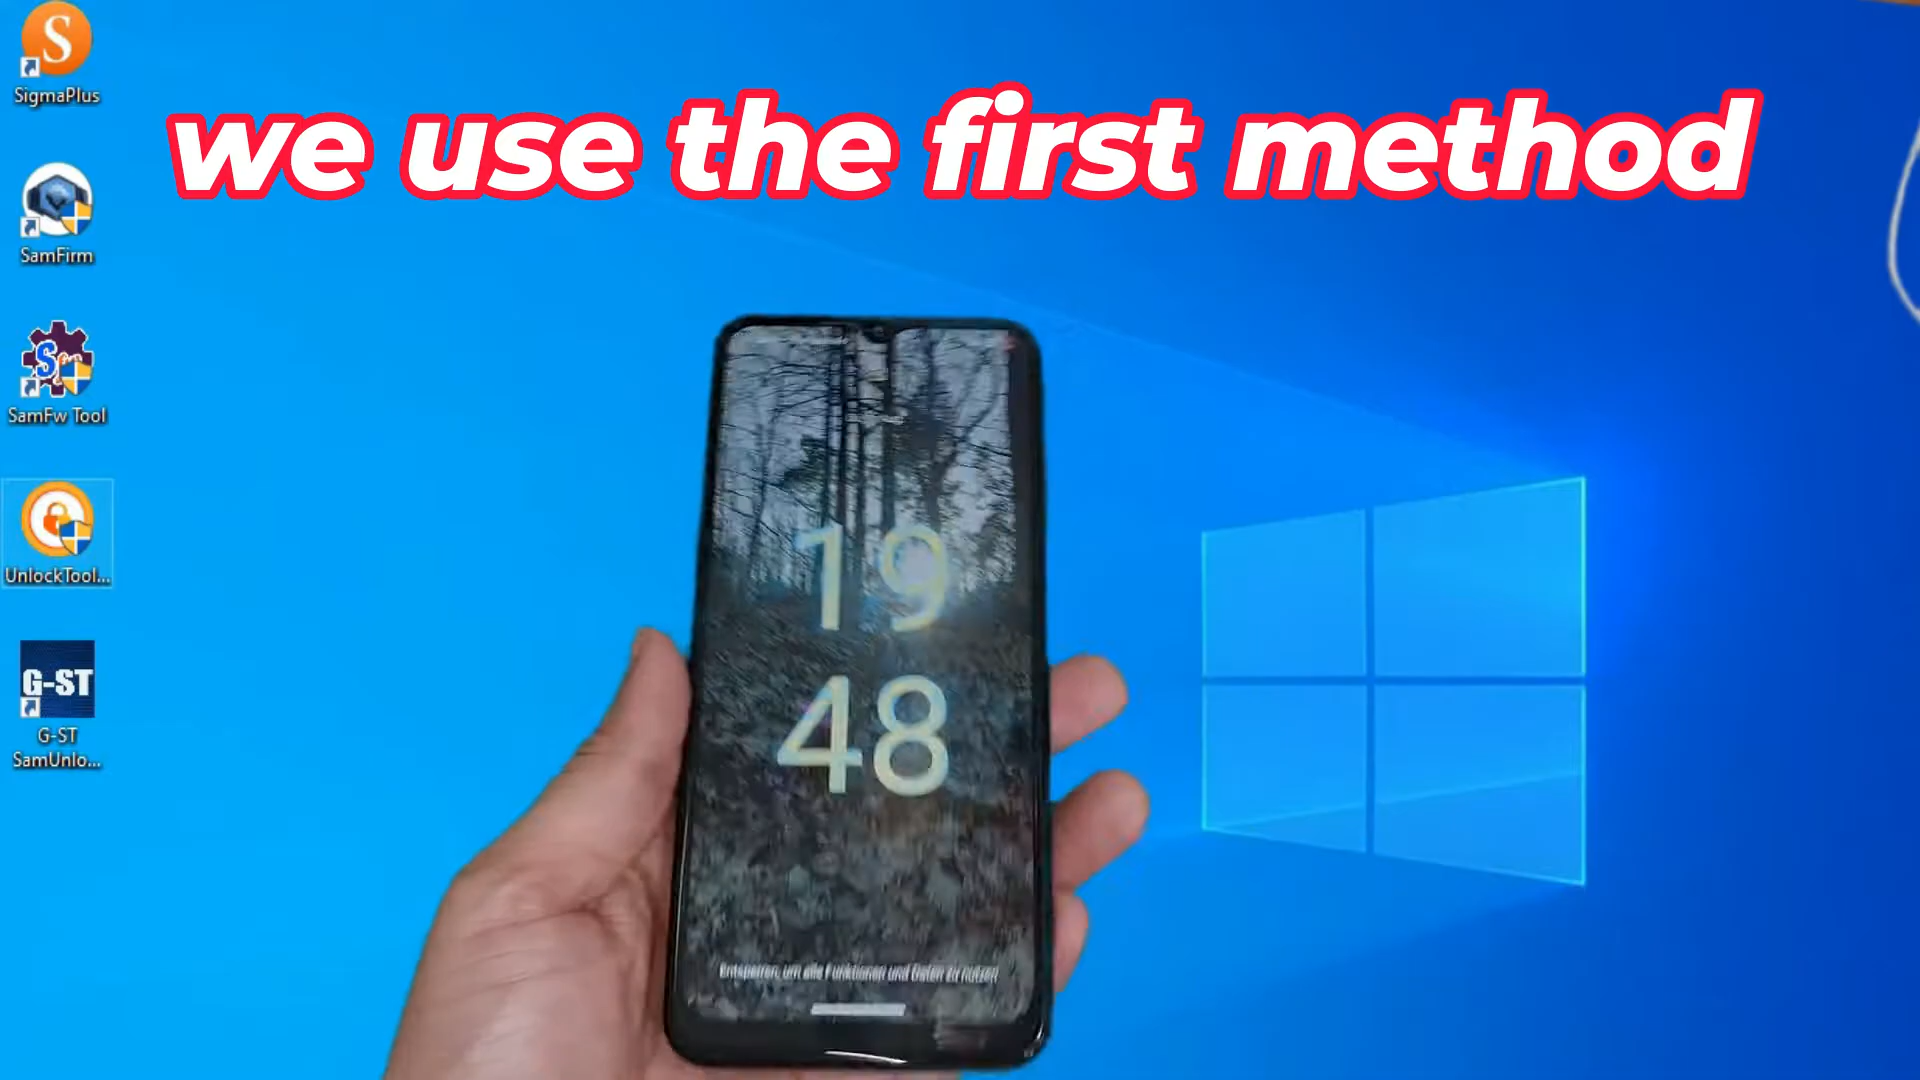 we use the first method
SigmaPlus
SamFirm
S
SamFw Tool
UnlockTool...
G-ST
G-ST
SamUnlo...
19
48
Entsperren, um alle Funktionen und Daten zu nutzen